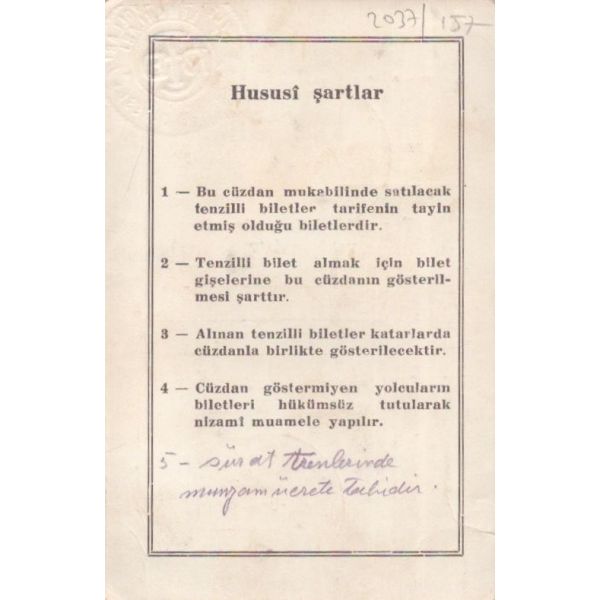 2037/157
Hususî şartlar
1 — Bu cüzdan mukabilinde satılacak
tenzilli biletler tarifenin tayin
etmiş olduğu biletlerdir.
2 — Tenzilli bilet almak için bilet
gişelerine bu cüzdanın gösteril-
mesi şarttır.
3 — Alınan tenzilli biletler katarlarda
cüzdanla birlikte gösterilecektir.
4 — Cüzdan göstermiyen yolcuların
biletleri hükümsüz tutularak
nizamî muamele yapılır.
5 - sürat trenlerinde
munzam ücrete tabidir.